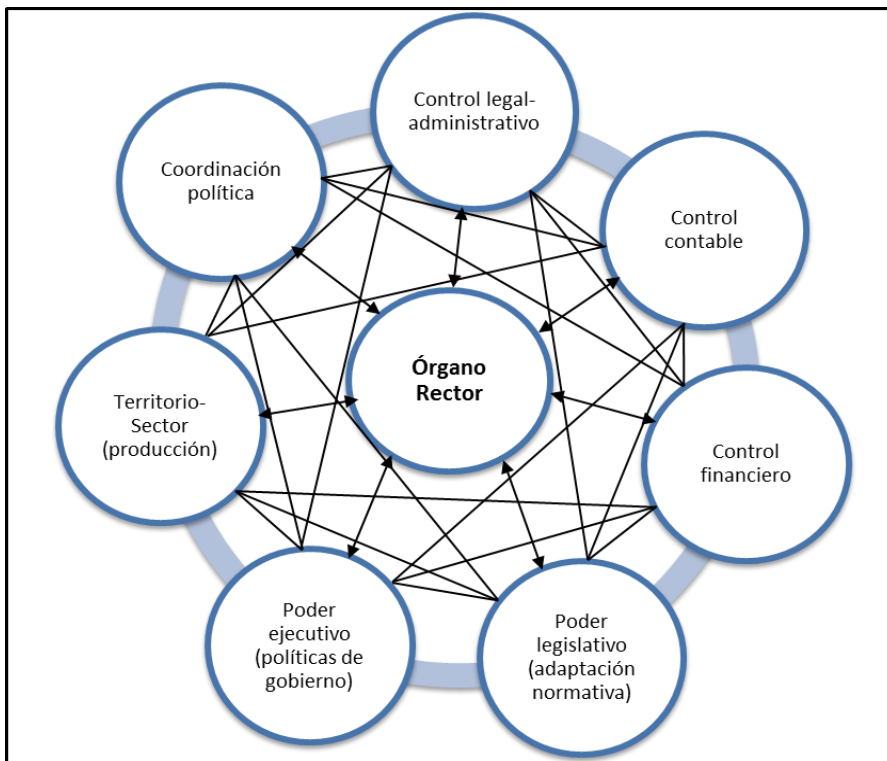 Control legal-
administrativo
Coordinación
política
Control
contable
Órgano
Rector
Territorio-
Sector
(producción)
Control
financiero
Poder
ejecutivo
(políticas de
gobierno)
Poder
legislativo
(adaptación
normativa)